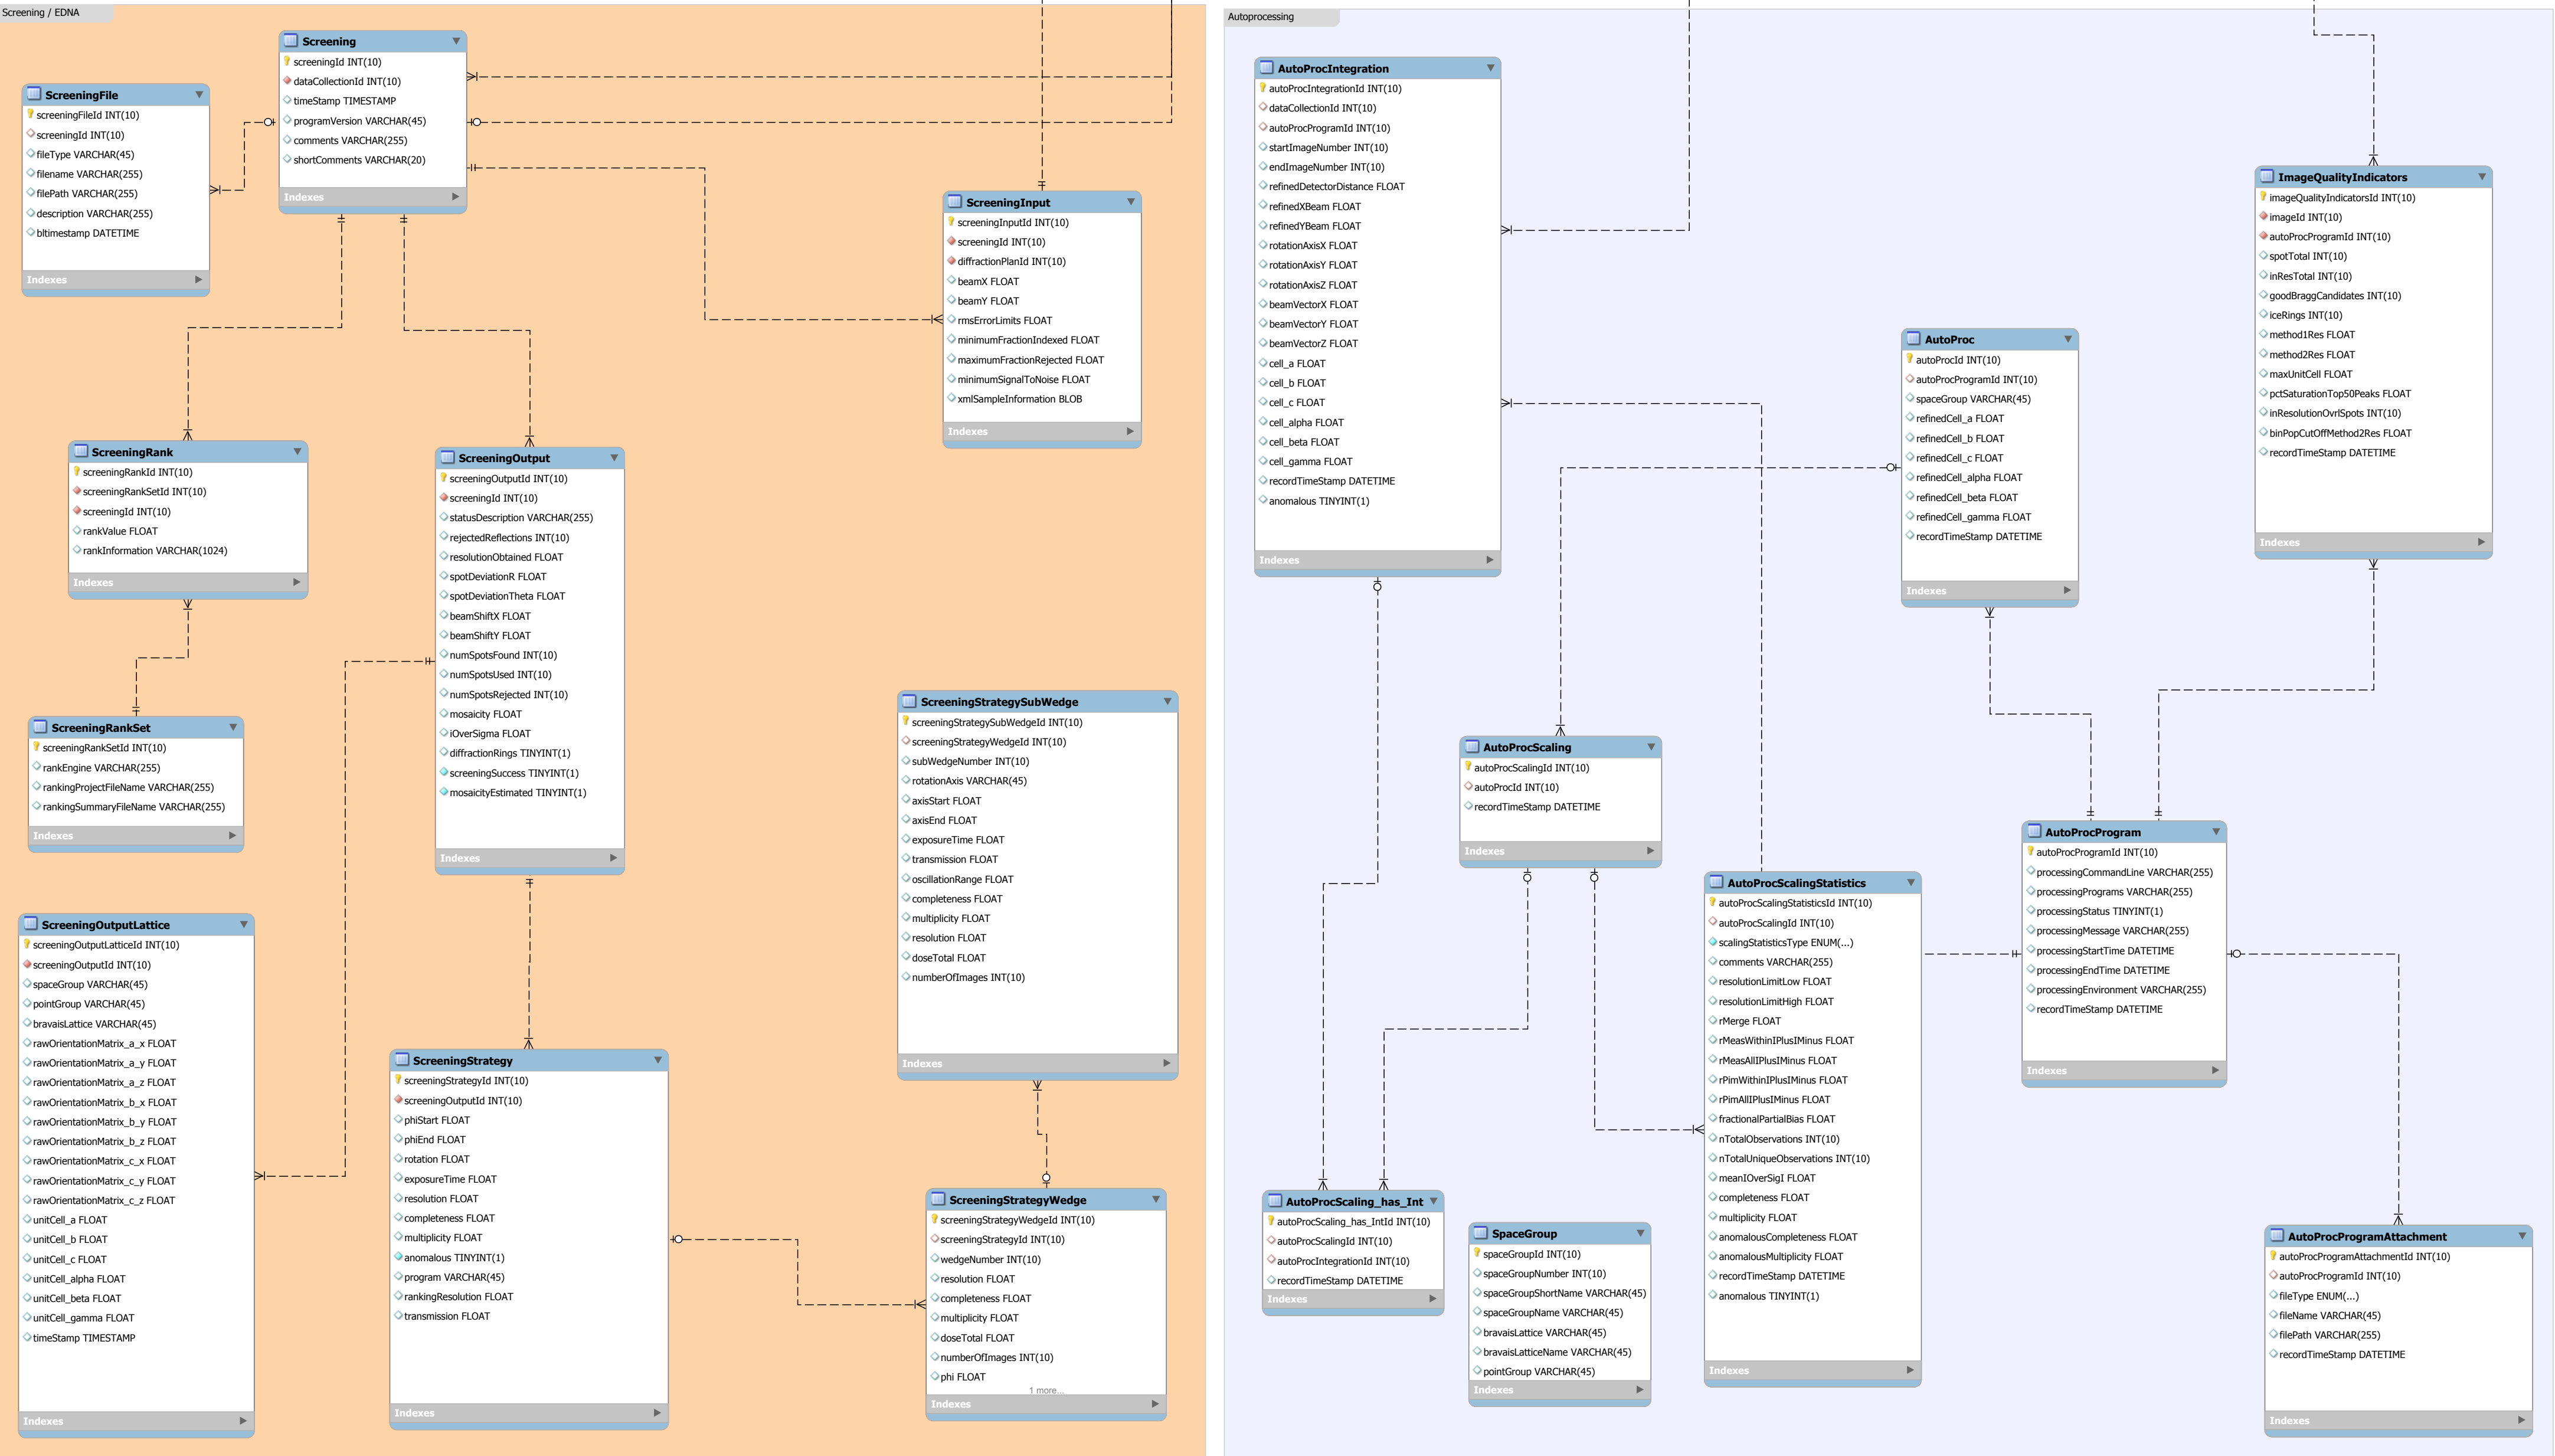 Screening / EDNA
Screening
screeningId INT(10)
dataCollectionId INT(10)
timeStamp TIMESTAMP
programVersion VARCHAR(45)
comments VARCHAR(255)
shortComments VARCHAR(20)
Indexes
ScreeningFile
screeningFileId INT(10)
screeningId INT(10)
fileType VARCHAR(45)
filename VARCHAR(255)
filePath VARCHAR(255)
description VARCHAR(255)
bltimestamp DATETIME
Indexes
ScreeningInput
screeningInputId INT(10)
screeningId INT(10)
diffractionPlanId INT(10)
beamX FLOAT
beamY FLOAT
rmsErrorLimits FLOAT
minimumFractionIndexed FLOAT
maximumFractionRejected FLOAT
minimumSignalToNoise FLOAT
xmlSampleInformation BLOB
Indexes
ScreeningRank
screeningRankId INT(10)
screeningRankSetId INT(10)
screeningId INT(10)
rankValue FLOAT
rankInformation VARCHAR(1024)
Indexes
ScreeningOutput
screeningOutputId INT(10)
screeningId INT(10)
statusDescription VARCHAR(255)
rejectedReflections INT(10)
resolutionObtained FLOAT
spotDeviationR FLOAT
spotDeviationTheta FLOAT
beamShiftX FLOAT
beamShiftY FLOAT
numSpotsFound INT(10)
numSpotsUsed INT(10)
numSpotsRejected INT(10)
mosaicity FLOAT
iOverSigma FLOAT
diffractionRings TINYINT(1)
screeningSuccess TINYINT(1)
mosaicityEstimated TINYINT(1)
Indexes
ScreeningRankSet
screeningRankSetId INT(10)
rankEngine VARCHAR(255)
rankingProjectFileName VARCHAR(255)
rankingSummaryFileName VARCHAR(255)
Indexes
ScreeningStrategySubWedge
screeningStrategySubWedgeId INT(10)
screeningStrategyWedgeId INT(10)
subWedgeNumber INT(10)
rotationAxis VARCHAR(45)
axisStart FLOAT
axisEnd FLOAT
exposureTime FLOAT
transmission FLOAT
oscillationRange FLOAT
completeness FLOAT
multiplicity FLOAT
resolution FLOAT
doseTotal FLOAT
numberOfImages INT(10)
Indexes
ScreeningOutputLattice
screeningOutputLatticeId INT(10)
screeningOutputId INT(10)
spaceGroup VARCHAR(45)
pointGroup VARCHAR(45)
bravaisLattice VARCHAR(45)
rawOrientationMatrix_a_x FLOAT
rawOrientationMatrix_a_y FLOAT
rawOrientationMatrix_a_z FLOAT
rawOrientationMatrix_b_x FLOAT
rawOrientationMatrix_b_y FLOAT
rawOrientationMatrix_b_z FLOAT
rawOrientationMatrix_c_x FLOAT
rawOrientationMatrix_c_y FLOAT
rawOrientationMatrix_c_z FLOAT
unitCell_a FLOAT
unitCell_b FLOAT
unitCell_c FLOAT
unitCell_alpha FLOAT
unitCell_beta FLOAT
unitCell_gamma FLOAT
timeStamp TIMESTAMP
Indexes
ScreeningStrategy
screeningStrategyId INT(10)
screeningOutputId INT(10)
phiStart FLOAT
phiEnd FLOAT
rotation FLOAT
exposureTime FLOAT
resolution FLOAT
completeness FLOAT
multiplicity FLOAT
anomalous TINYINT(1)
program VARCHAR(45)
rankingResolution FLOAT
transmission FLOAT
Indexes
ScreeningStrategyWedge
screeningStrategyWedgeId INT(10)
screeningStrategyId INT(10)
wedgeNumber INT(10)
resolution FLOAT
completeness FLOAT
multiplicity FLOAT
doseTotal FLOAT
numberOfImages INT(10)
phi FLOAT
1 more...
Indexes
Autoprocessing
AutoProcIntegration
autoProcIntegrationId INT(10)
dataCollectionId INT(10)
autoProcProgramId INT(10)
startImageNumber INT(10)
endImageNumber INT(10)
refinedDetectorDistance FLOAT
refinedXBeam FLOAT
refinedYBeam FLOAT
rotationAxisX FLOAT
rotationAxisY FLOAT
rotationAxisZ FLOAT
beamVectorX FLOAT
beamVectorY FLOAT
beamVectorZ FLOAT
cell_a FLOAT
cell_b FLOAT
cell_c FLOAT
cell_alpha FLOAT
cell_beta FLOAT
cell_gamma FLOAT
recordTimeStamp DATETIME
anomalous TINYINT(1)
Indexes
ImageQualityIndicators
imageQualityIndicatorsId INT(10)
imageId INT(10)
autoProcProgramId INT(10)
spotTotal INT(10)
inResTotal INT(10)
goodBraggCandidates INT(10)
iceRings INT(10)
method1Res FLOAT
method2Res FLOAT
maxUnitCell FLOAT
pctSaturationTop50Peaks FLOAT
inResolutionOvrlSpots INT(10)
binPopCutOffMethod2Res FLOAT
recordTimeStamp DATETIME
Indexes
AutoProc
autoProcId INT(10)
autoProcProgramId INT(10)
spaceGroup VARCHAR(45)
refinedCell_a FLOAT
refinedCell_b FLOAT
refinedCell_c FLOAT
refinedCell_alpha FLOAT
refinedCell_beta FLOAT
refinedCell_gamma FLOAT
recordTimeStamp DATETIME
Indexes
AutoProcScaling
autoProcScalingId INT(10)
autoProcId INT(10)
recordTimeStamp DATETIME
Indexes
AutoProcProgram
autoProcProgramId INT(10)
processingCommandLine VARCHAR(255)
processingPrograms VARCHAR(255)
processingStatus TINYINT(1)
processingMessage VARCHAR(255)
processingStartTime DATETIME
processingEndTime DATETIME
processingEnvironment VARCHAR(255)
recordTimeStamp DATETIME
Indexes
AutoProcScalingStatistics
autoProcScalingStatisticsId INT(10)
autoProcScalingId INT(10)
scalingStatisticsType ENUM(...)
comments VARCHAR(255)
resolutionLimitLow FLOAT
resolutionLimitHigh FLOAT
rMerge FLOAT
rMeasWithinIPlusIMinus FLOAT
rMeasAllIPlusIMinus FLOAT
rPimWithinIPlusIMinus FLOAT
rPimAllIPlusIMinus FLOAT
fractionalPartialBias FLOAT
nTotalObservations INT(10)
nTotalUniqueObservations INT(10)
meanIOverSigI FLOAT
completeness FLOAT
multiplicity FLOAT
anomalousCompleteness FLOAT
anomalousMultiplicity FLOAT
recordTimeStamp DATETIME
anomalous TINYINT(1)
Indexes
AutoProcScaling_has_Int
autoProcScaling_has_IntId INT(10)
autoProcScalingId INT(10)
autoProcIntegrationId INT(10)
recordTimeStamp DATETIME
Indexes
SpaceGroup
spaceGroupId INT(10)
spaceGroupNumber INT(10)
spaceGroupShortName VARCHAR(45)
spaceGroupName VARCHAR(45)
bravaisLattice VARCHAR(45)
bravaisLatticeName VARCHAR(45)
pointGroup VARCHAR(45)
Indexes
AutoProcProgramAttachment
autoProcProgramAttachmentId INT(10)
autoProcProgramId INT(10)
fileType ENUM(...)
fileName VARCHAR(45)
filePath VARCHAR(255)
recordTimeStamp DATETIME
Indexes